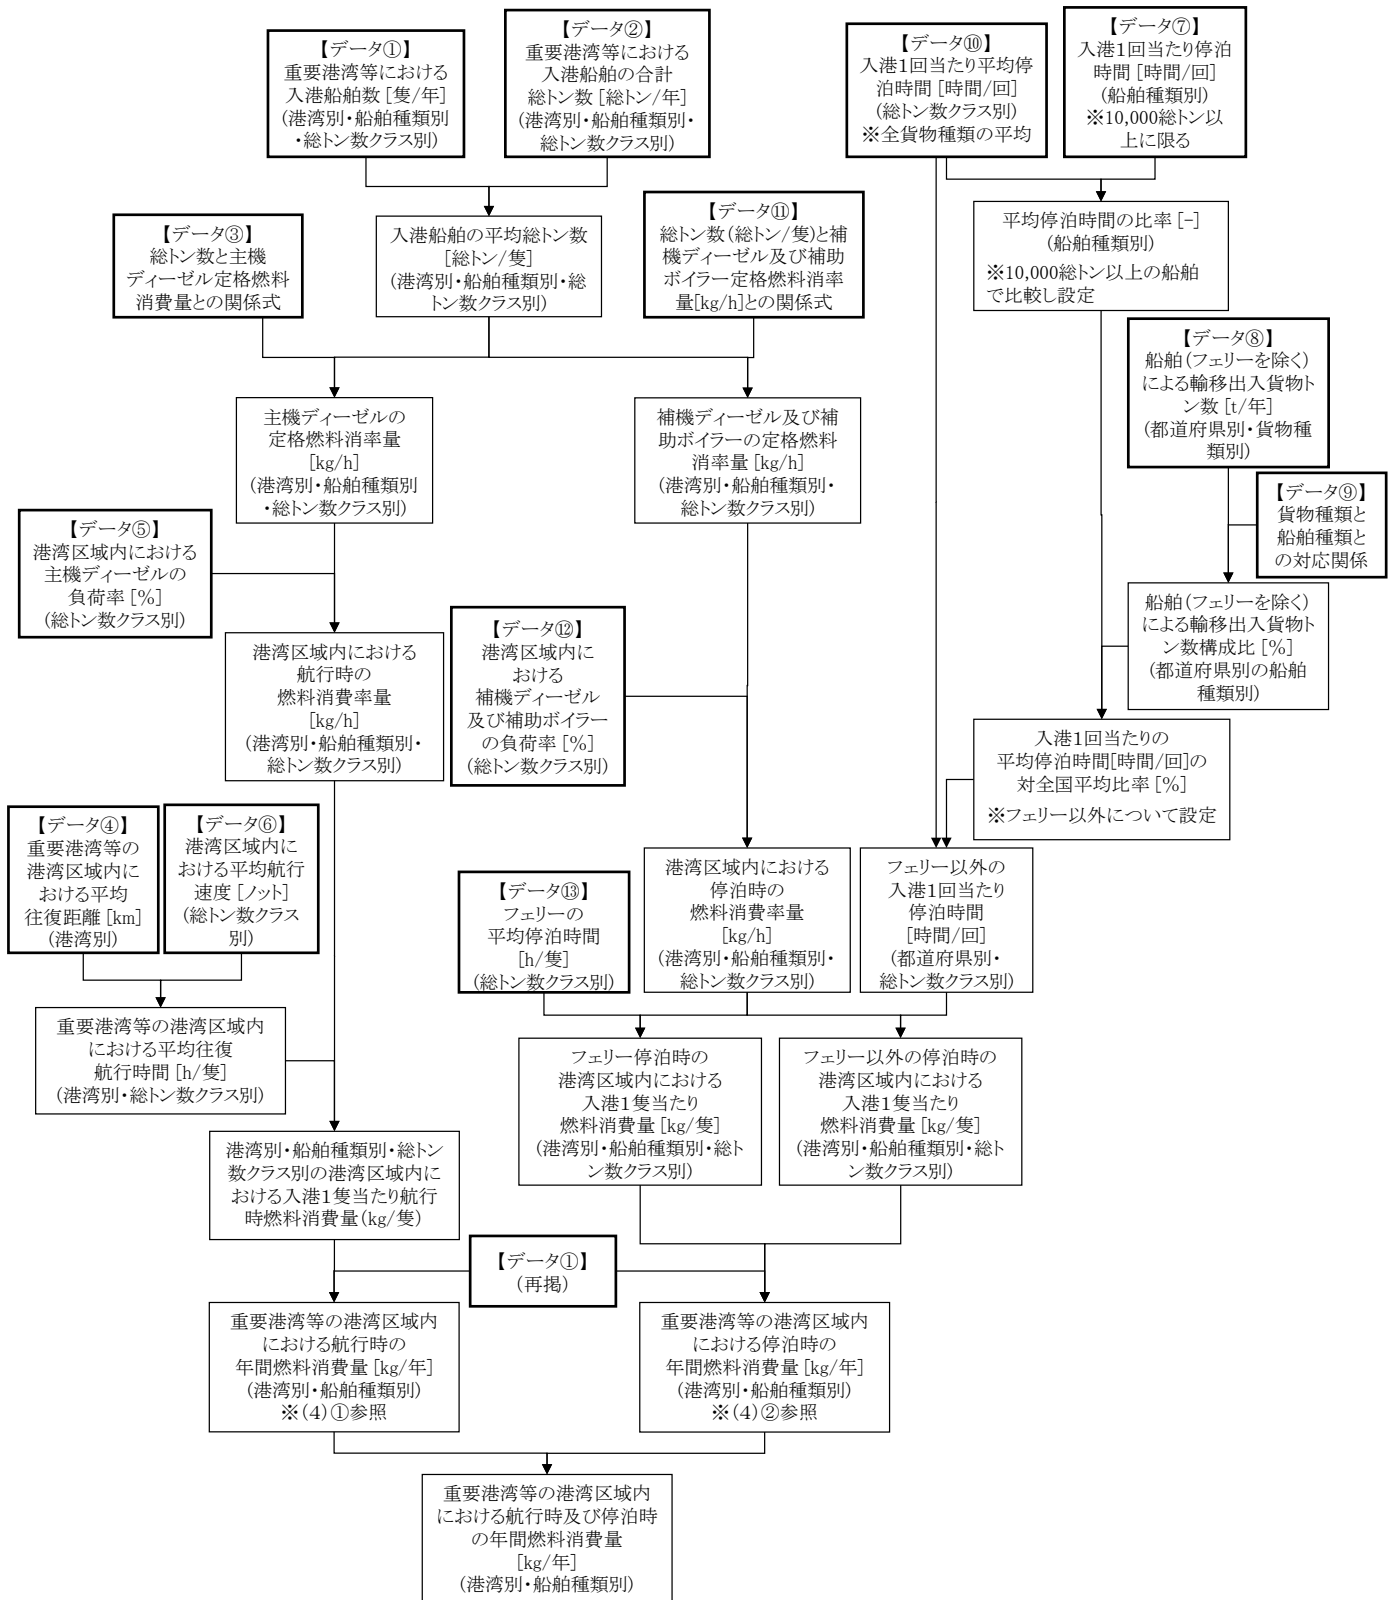 【データ①】
重要港湾等における
入港船舶数［隻/年］
(港湾別・船舶種類別
・総トン数クラス別)
【データ②】
重要港湾等における
入港船舶の合計
総トン数［総トン/年］
(港湾別・船舶種類別・
総トン数クラス別)
【データ⑩】
入港1回当たり平均停
泊時間［時間/回］
(総トン数クラス別)
※全貨物種類の平均
【データ⑦】
入港1回当たり停泊
時間［時間/回］
(船舶種類別)
※10,000総トン以
上に限る
【データ③】
総トン数と主機
ディーゼル定格燃料
消費量との関係式
入港船舶の平均総トン数
［総トン/隻］
(港湾別・船舶種類別・総
トン数クラス別)
【データ⑪】
総トン数(総トン/隻)と補
機ディーゼル及び補助
ボイラー定格燃料消率
量[kg/h]との関係式
平均停泊時間の比率［-］
(船舶種類別)
※10,000総トン以上の船舶
で比較し設定
【データ⑧】
船舶(フェリーを除く)
による輸移出入貨物ト
ン数［t/年］
(都道府県別・貨物種
類別)
主機ディーゼルの
定格燃料消率量
［kg/h］
(港湾別・船舶種類別
・総トン数クラス別)
補機ディーゼル及び補
助ボイラーの定格燃料
消率量［kg/h］
(港湾別・船舶種類別・
総トン数クラス別)
【データ⑨】
貨物種類と
船舶種類と
の対応関係
【データ⑤】
港湾区域内における
主機ディーゼルの
負荷率［%］
(総トン数クラス別)
船舶(フェリーを除く)
による輸移出入貨物ト
ン数構成比［%］
(都道府県別の船舶
種類別)
港湾区域内における
航行時の
燃料消費率量
［kg/h］
(港湾別・船舶種類別・
総トン数クラス別)
【データ⑫】
港湾区域内に
おける
補機ディーゼル
及び補助ボイラー
の負荷率［%］
(総トン数クラス別)
入港1回当たりの
平均停泊時間[時間/回]の
対全国平均比率［%］
※フェリー以外について設定
【データ④】
重要港湾等の
港湾区域内に
おける平均
往復距離［km］
(港湾別)
【データ⑥】
港湾区域内に
おける平均航行
速度［ノット］
(総トン数クラス
別)
【データ⑬】
フェリーの
平均停泊時間
［h/隻］
(総トン数クラス別)
港湾区域内における
停泊時の
燃料消費率量
［kg/h］
(港湾別・船舶種類別・
総トン数クラス別)
フェリー以外の
入港1回当たり
停泊時間
［時間/回］
(都道府県別・
総トン数クラス別)
重要港湾等の港湾区域内
における平均往復
航行時間［h/隻］
(港湾別・総トン数クラス別)
フェリー停泊時の
港湾区域内における
入港1隻当たり
燃料消費量［kg/隻］
(港湾別・船舶種類別・総ト
ン数クラス別)
フェリー以外の停泊時の
港湾区域内における
入港1隻当たり
燃料消費量［kg/隻］
(港湾別・船舶種類別・総ト
ン数クラス別)
港湾別・船舶種類別・総トン
数クラス別の港湾区域内に
おける入港1隻当たり航行
時燃料消費量(kg/隻)
【データ①】
(再掲)
重要港湾等の港湾区域内
における航行時の
年間燃料消費量［kg/年］
(港湾別・船舶種類別)
※(4)①参照
重要港湾等の港湾区域内
における停泊時の
年間燃料消費量［kg/年］
(港湾別・船舶種類別)
※(4)②参照
重要港湾等の港湾区域内
における航行時及び停泊時
の年間燃料消費量
［kg/年］
(港湾別・船舶種類別)